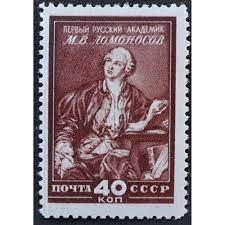 ПЕРВЫЙ РУССКИЙ АКАДЕМИК
М.В. ЛОМОНОСОВ
ПОЧТА 40 СССР
КОП